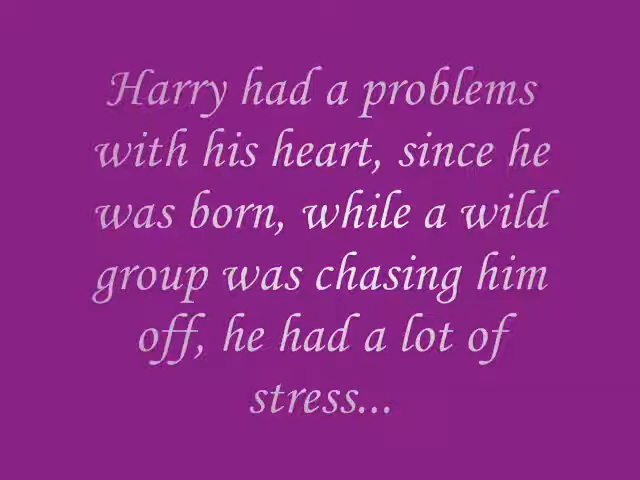 Harry had a problems
with his heart, since he
was born, while a wild
group was chasing him
off, he had a lot of
stress...